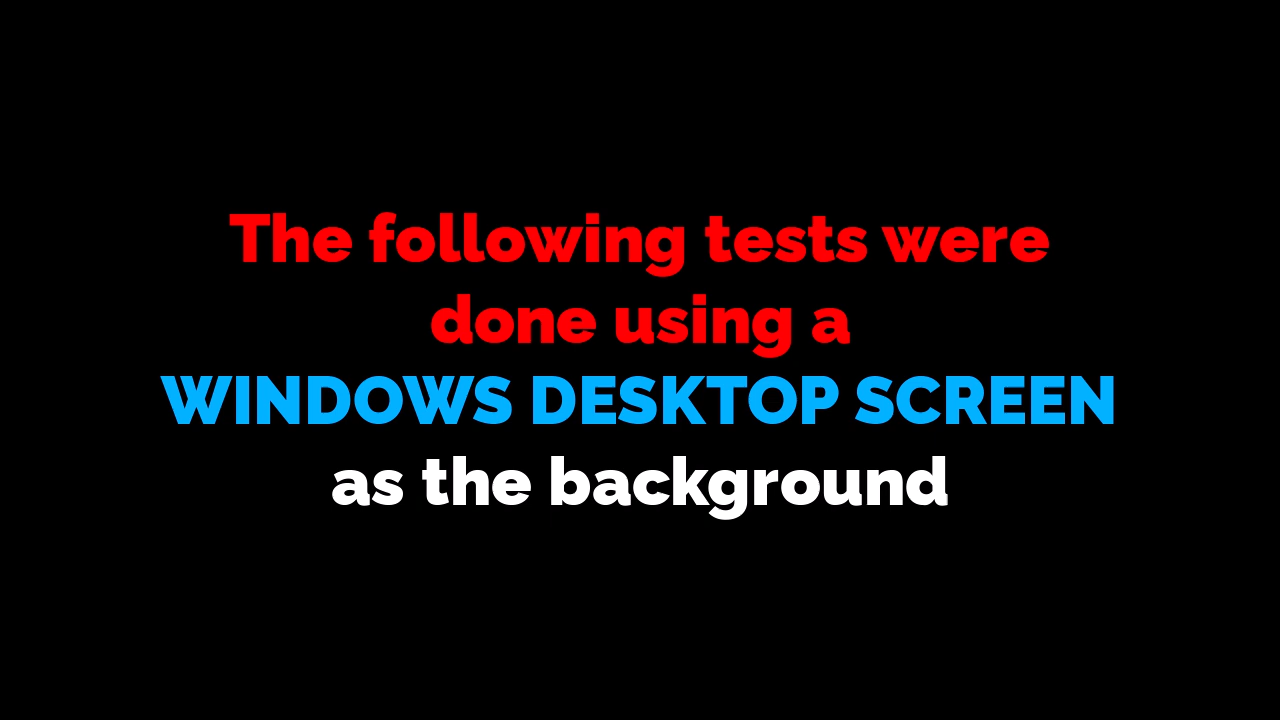 The following tests were
done using a
WINDOWS DESKTOP SCREEN
as the background